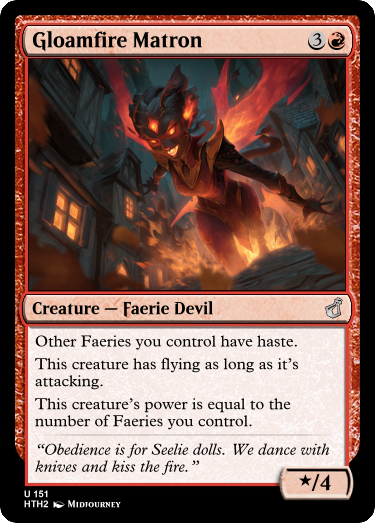 Gloamfire Matron 3
Creature — Faerie Devil
Other Faeries you control have haste.
This creature has flying as long as it's
attacking.
This creature's power is equal to the
number of Faeries you control.
“Obedience is for Seelie dolls. We dance with
knives and kiss the fire.”
★/4
U 151
HTH2 Midjourney